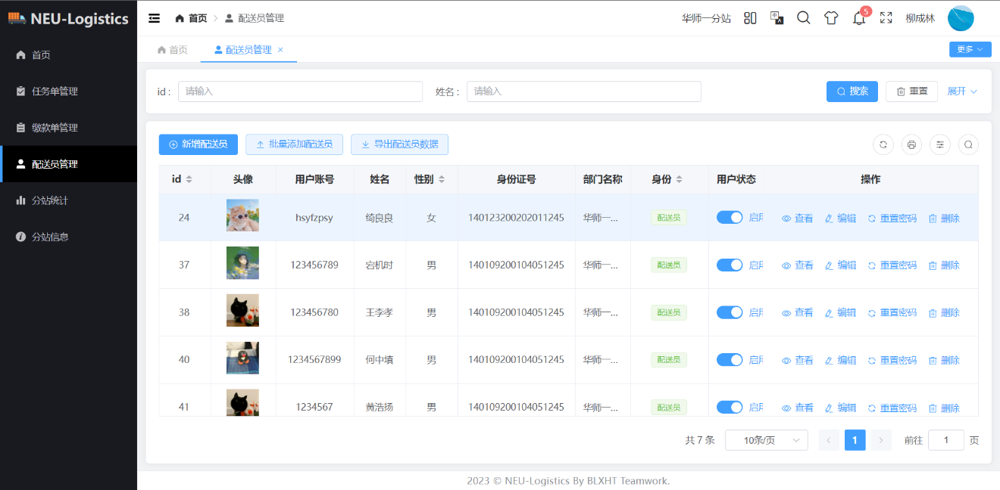 NEU-Logistics
首页
配送员管理
华师一分站
5
柳成林
首页
任务单管理
缴款单管理
配送员管理
分站统计
分站信息
首页
配送员管理
更多
id :
请输入
姓名 :
请输入
搜索
重置
展开
新增配送员
批量添加配送员
导出配送员数据
id 头像 用户账号 姓名 性别 身份证号 部门名称 身份 用户状态 操作
24 hsyfzpsy 绮良良 女 140123200202011245 华师一... 配送员 启用 查看 编辑 重置密码 删除
37 123456789 宕机时 男 140109200104051245 华师一... 配送员 启用 查看 编辑 重置密码 删除
38 123456780 王李孝 男 140109200104051245 华师一... 配送员 启用 查看 编辑 重置密码 删除
40 1234567899 何中填 男 140109200104051245 华师一... 配送员 启用 查看 编辑 重置密码 删除
41 1234567 黄浩扬 男 140109200104051245 华师一... 配送员 启用 查看 编辑 重置密码 删除
共 7 条
10条/页
1
前往
1
页
2023 © NEU-Logistics By BLXHT Teamwork.